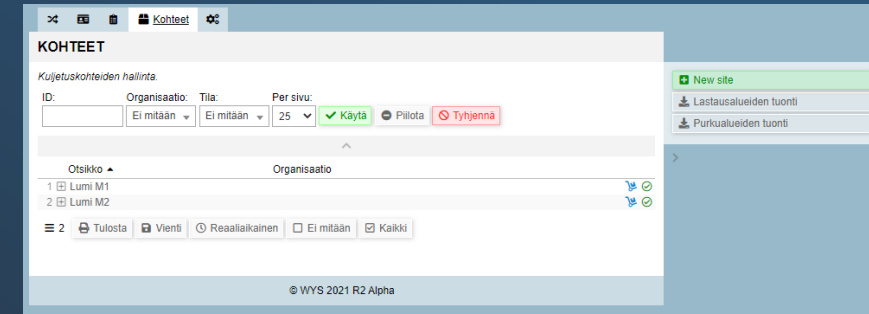 Kohteet
KOHTEET
Kuljetuskohteiden hallinta.
ID: Organisaatio: Tila: Per sivu:
Ei mitään Ei mitään 25 Käytä Piilota Tyhjennä
Otsikko Organisaatio
1 Lumi M1
2 Lumi M2
2 Tulosta Vienti Reaaliaikainen Ei mitään Kaikki
© WYS 2021 R2 Alpha
New site
Lastausalueiden tuonti
Purkualueiden tuonti